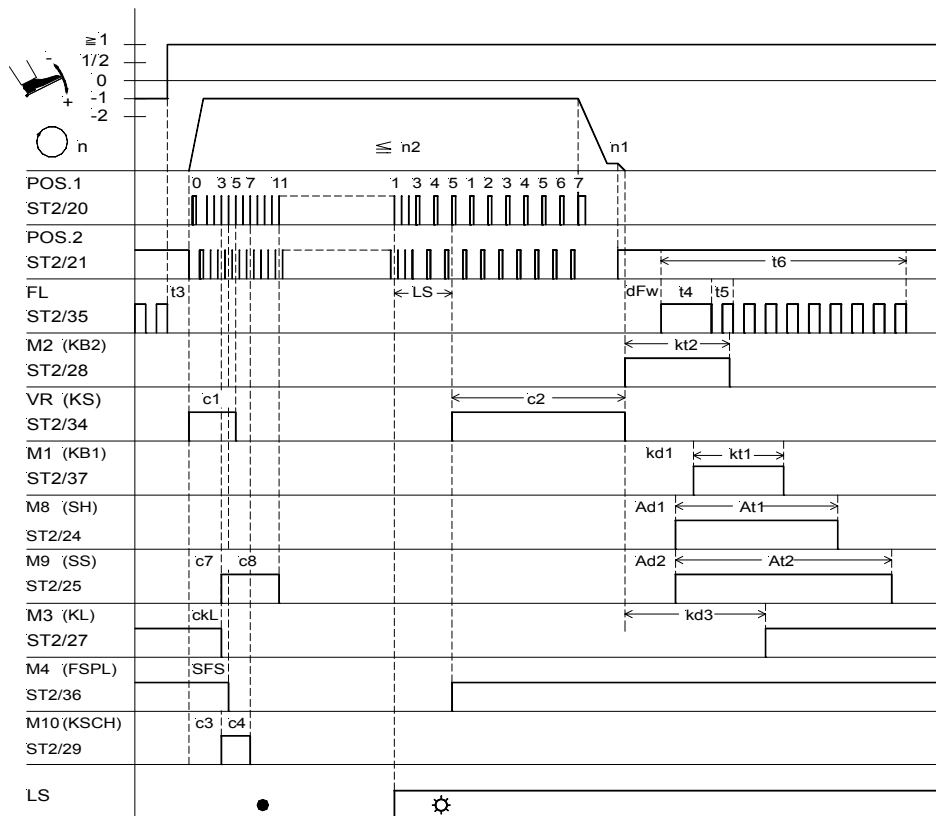 ≧1
1/2
0
-1
-2
-
+
n
≦ n2
n1
POS.1 0 3 5 7 11 1 3 4 5 1 2 3 4 5 6 7
ST2/20
POS.2
ST2/21
t6
FL t3 LS dFw t4 t5
ST2/35
M2 (KB2) kt2
ST2/28
VR (KS) c1 c2
ST2/34
M1 (KB1) kd1 kt1
ST2/37
M8 (SH) Ad1 At1
ST2/24
M9 (SS) c7 c8 Ad2 At2
ST2/25
M3 (KL) ckL kd3
ST2/27
M4 (FSPL) SFS
ST2/36
M10 (KSCH) c3 c4
ST2/29
LS